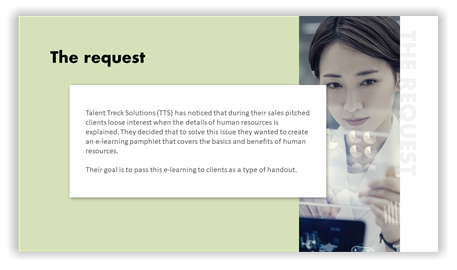 The request
Talent Treck Solutions (TTS) has noticed that during their sales pitched
clients loose interest when the details of human resources is
explained. They decided that to solve this issue they wanted to create
an e-learning pamphlet that covers the basics and benefits of human
resources.
Their goal is to pass this e-learning to clients as a type of handout.
THE REQUEST